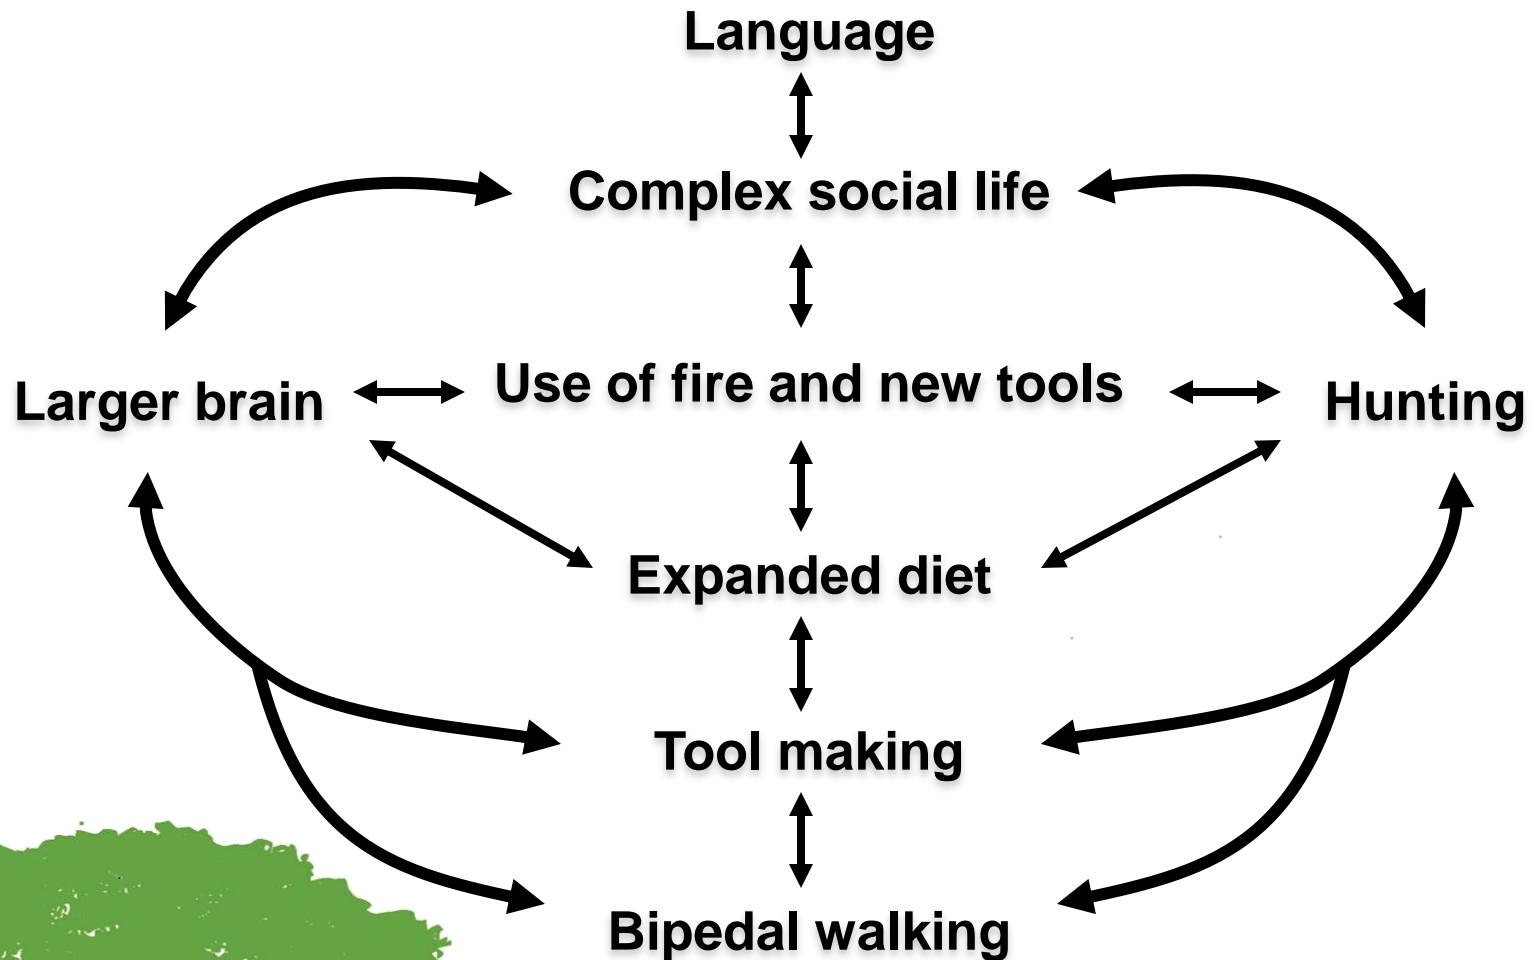 Language
Complex social life
Use of fire and new tools
Larger brain
Hunting
Expanded diet
Tool making
Bipedal walking